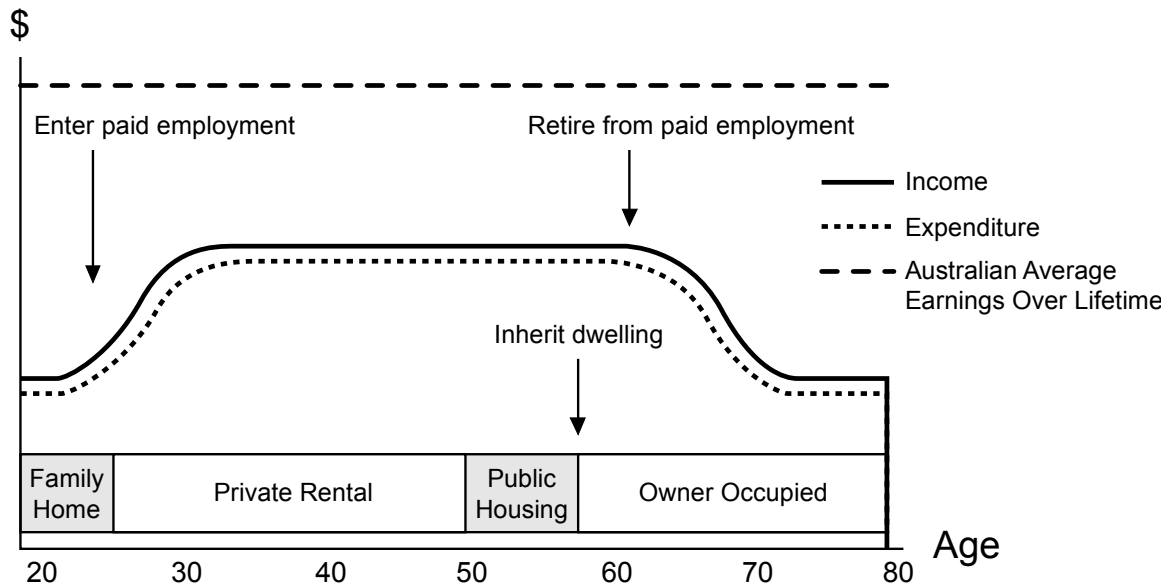 $
Enter paid employment
Retire from paid employment
Income
Expenditure
Australian Average
Earnings Over Lifetime
Inherit dwelling
Family
Home
Private Rental
Public
Housing
Owner Occupied
Age
20 30 40 50 60 70 80